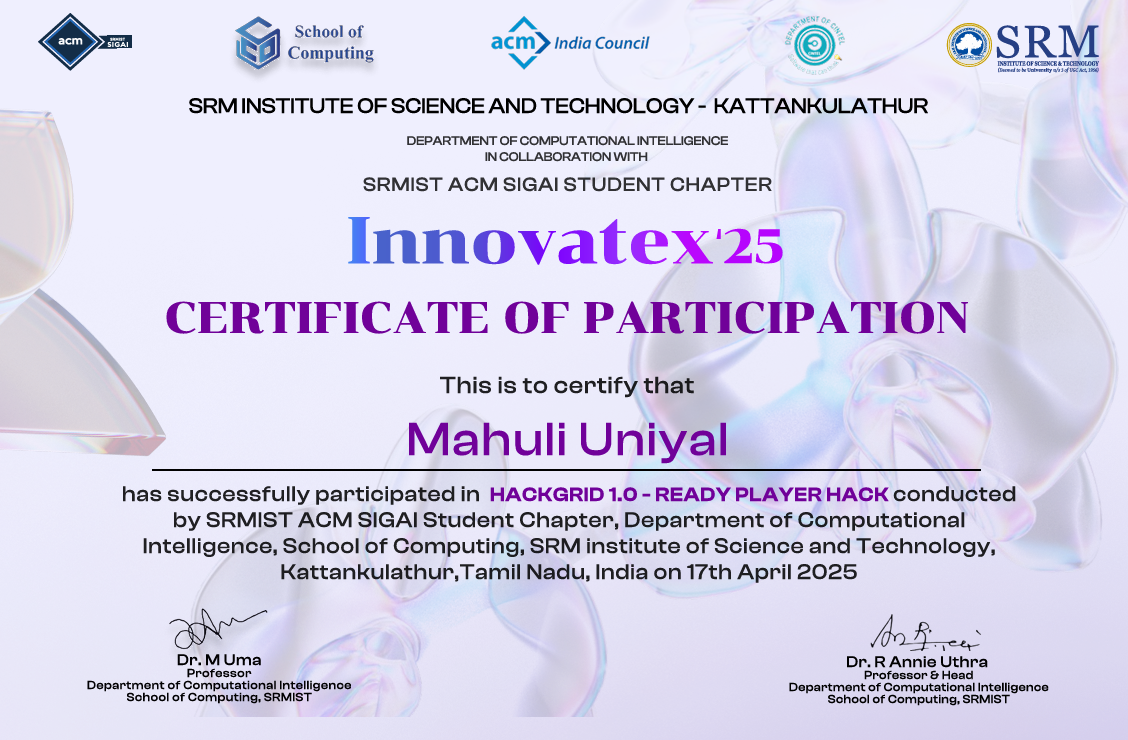 acm SRMIST SIGAI
School of Computing
acm India Council
DEPARTMENT OF CINTEL
SRM
INSTITUTE OF SCIENCE & TECHNOLOGY
(Deemed to be University u/s 3 of UGC Act, 1956)
SRM INSTITUTE OF SCIENCE AND TECHNOLOGY - KATTANKULATHUR
DEPARTMENT OF COMPUTATIONAL INTELLIGENCE
IN COLLABORATION WITH
SRMIST ACM SIGAI STUDENT CHAPTER
Innovatex'25
CERTIFICATE OF PARTICIPATION
This is to certify that
Mahuli Uniyal
has successfully participated in HACKGRID 1.0 - READY PLAYER HACK conducted
by SRMIST ACM SIGAI Student Chapter, Department of Computational
Intelligence, School of Computing, SRM institute of Science and Technology,
Kattankulathur,Tamil Nadu, India on 17th April 2025
Dr. M Uma
Professor
Department of Computational Intelligence
School of Computing, SRMIST
Dr. R Annie Uthra
Professor & Head
Department of Computational Intelligence
School of Computing, SRMIST